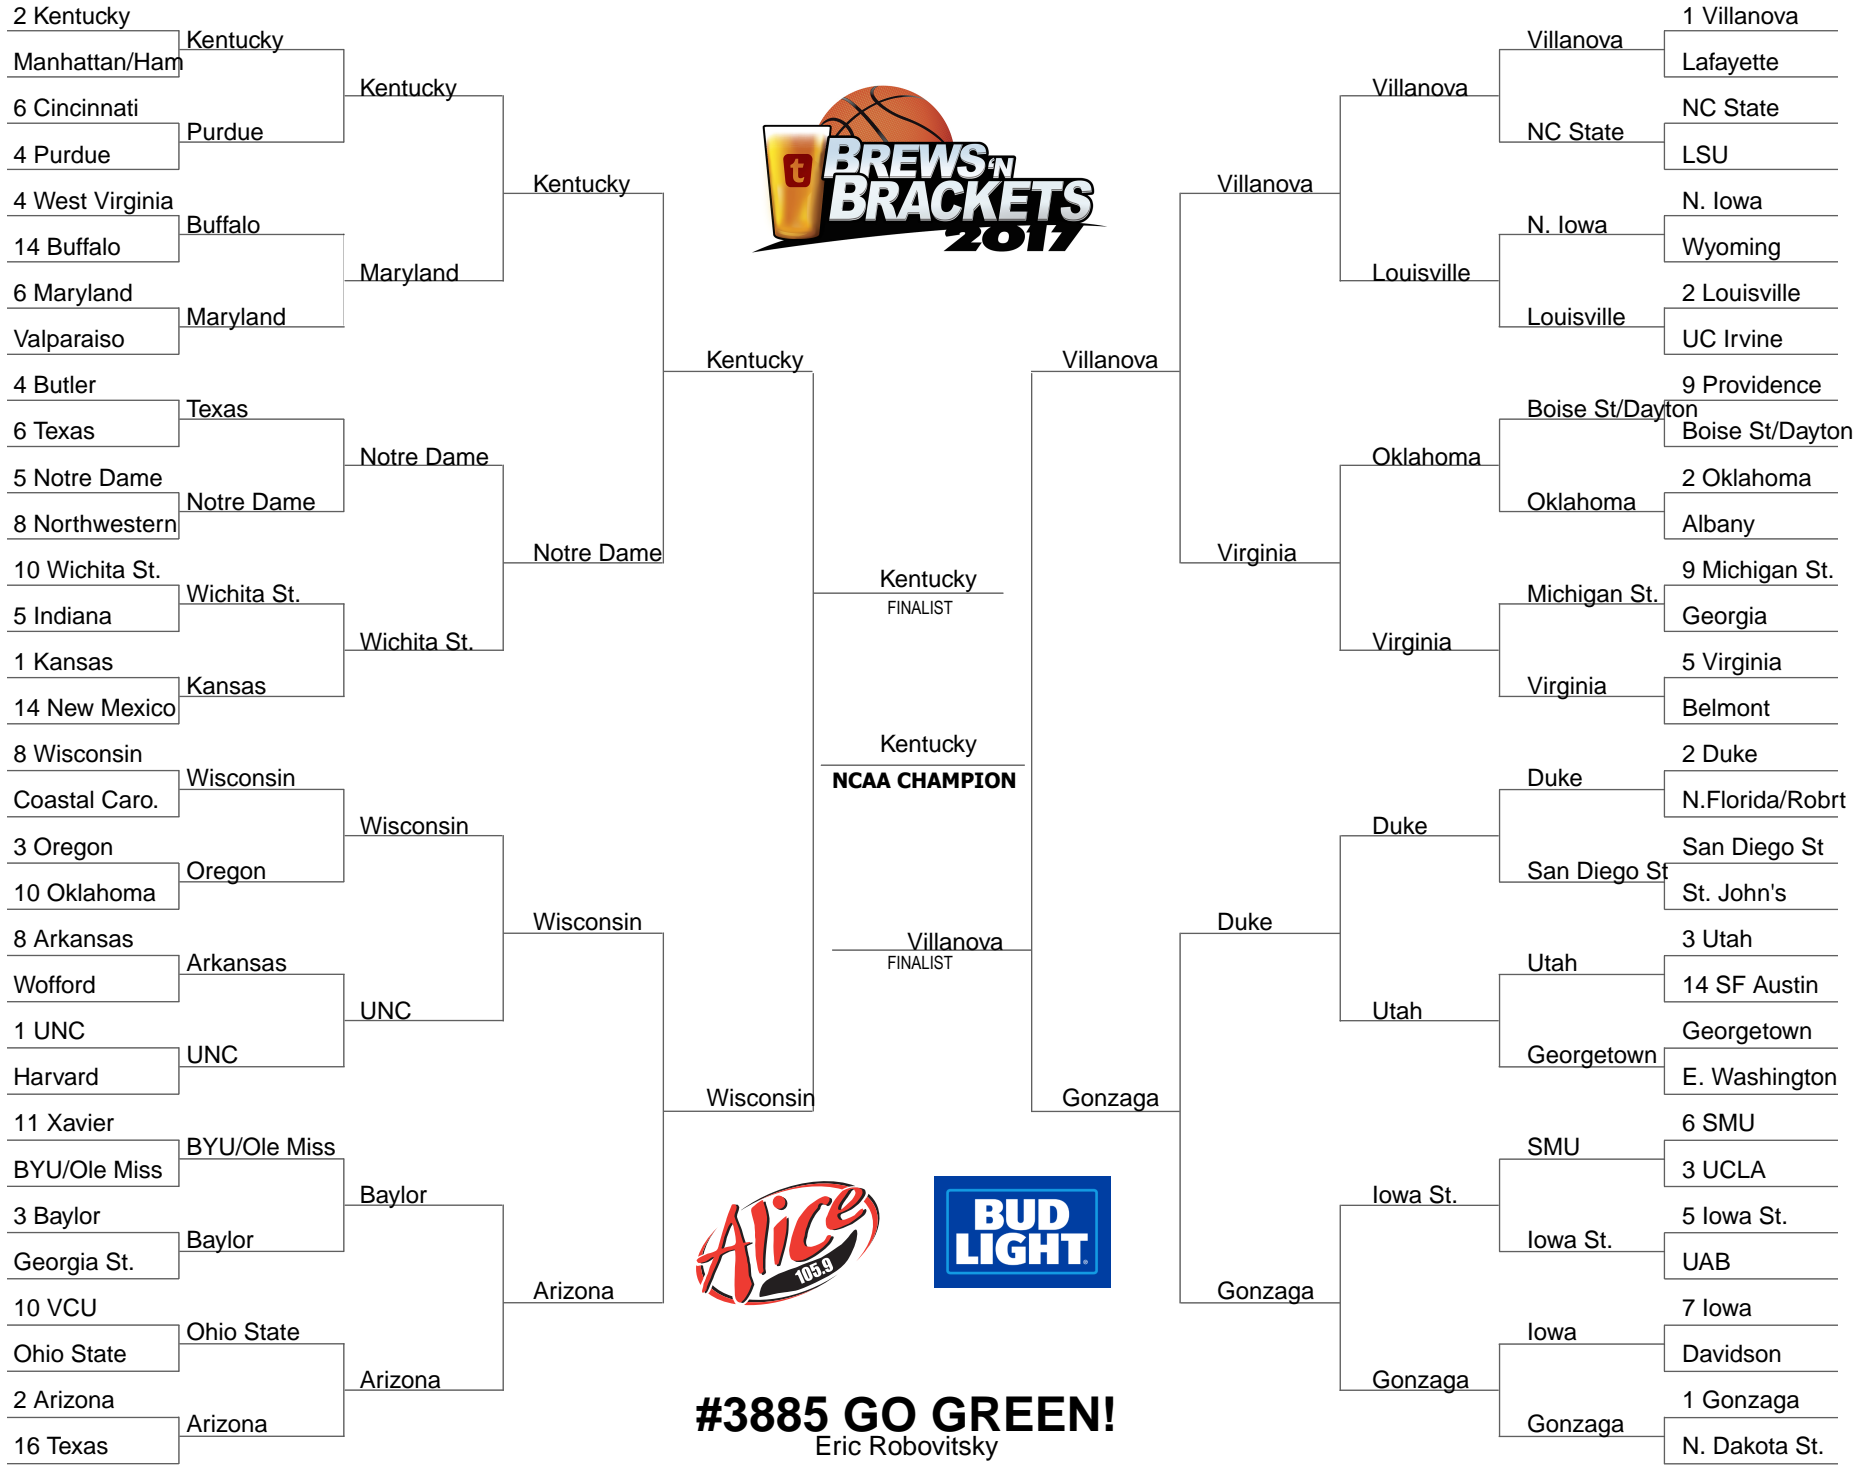 2 Kentucky
Manhattan/Ham
6 Cincinnati
4 Purdue
4 West Virginia
14 Buffalo
6 Maryland
Valparaiso
4 Butler
6 Texas
5 Notre Dame
8 Northwestern
10 Wichita St.
5 Indiana
1 Kansas
14 New Mexico
8 Wisconsin
Coastal Caro.
3 Oregon
10 Oklahoma
8 Arkansas
Wofford
1 UNC
Harvard
11 Xavier
BYU/Ole Miss
3 Baylor
Georgia St.
10 VCU
Ohio State
2 Arizona
16 Texas
Kentucky
Purdue
Buffalo
Maryland
Texas
Notre Dame
Wichita St.
Kansas
Wisconsin
Oregon
Arkansas
UNC
BYU/Ole Miss
Baylor
Ohio State
Arizona
Kentucky
Maryland
Notre Dame
Wichita St.
Wisconsin
UNC
Baylor
Arizona
Kentucky
Notre Dame
Wisconsin
Arizona
Kentucky
Wisconsin
t
BREWS 'N
BRACKETS
2017
Kentucky
FINALIST
Kentucky
NCAA CHAMPION
Villanova
FINALIST
Alice
105.9
BUD
LIGHT
#3885 GO GREEN!
Eric Robovitsky
Villanova
Gonzaga
Villanova
Virginia
Duke
Gonzaga
Villanova
Louisville
Oklahoma
Virginia
Duke
Utah
Iowa St.
Gonzaga
Villanova
NC State
N. Iowa
Louisville
Boise St/Dayton
Oklahoma
Michigan St.
Virginia
Duke
San Diego St
Utah
Georgetown
SMU
Iowa St.
Iowa
Gonzaga
1 Villanova
Lafayette
NC State
LSU
N. Iowa
Wyoming
2 Louisville
UC Irvine
9 Providence
Boise St/Dayton
2 Oklahoma
Albany
9 Michigan St.
Georgia
5 Virginia
Belmont
2 Duke
N.Florida/Robrt
San Diego St
St. John's
3 Utah
14 SF Austin
Georgetown
E. Washington
6 SMU
3 UCLA
5 Iowa St.
UAB
7 Iowa
Davidson
1 Gonzaga
N. Dakota St.